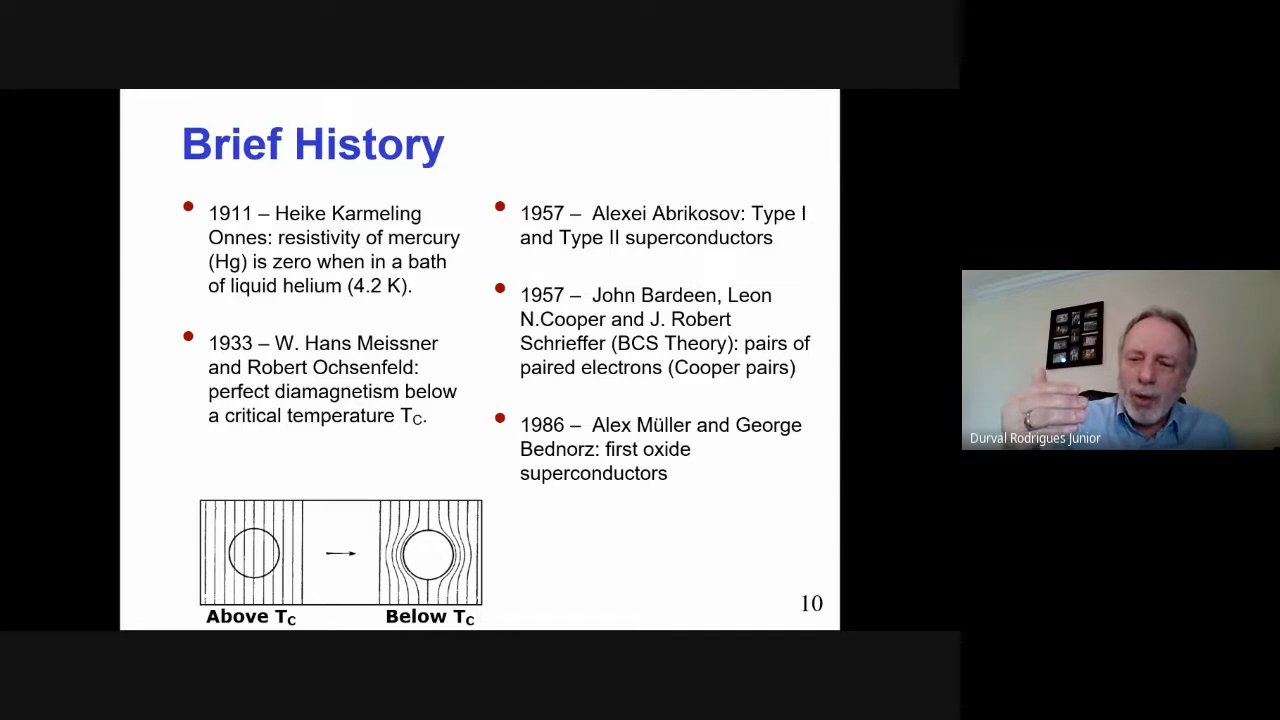 Brief History
1911 – Heike Karmeling
Onnes: resistivity of mercury
(Hg) is zero when in a bath
of liquid helium (4.2 K).
1933 – W. Hans Meissner
and Robert Ochsenfeld:
perfect diamagnetism below
a critical temperature TC.
Above TC
Below TC
1957 – Alexei Abrikosov: Type I
and Type II superconductors
1957 – John Bardeen, Leon
N.Cooper and J. Robert
Schrieffer (BCS Theory): pairs of
paired electrons (Cooper pairs)
1986 – Alex Müller and George
Bednorz: first oxide
superconductors
10
Durval Rodrigues Junior